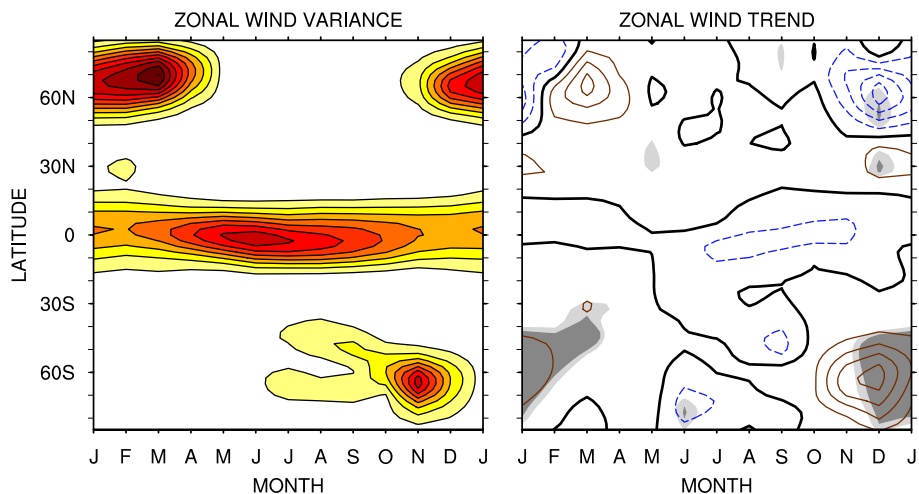 ZONAL WIND VARIANCE
LATITUDE
60N
30N
0
30S
60S
J F M A M J J A S O N D J
MONTH
ZONAL WIND TREND
J F M A M J J A S O N D J
MONTH